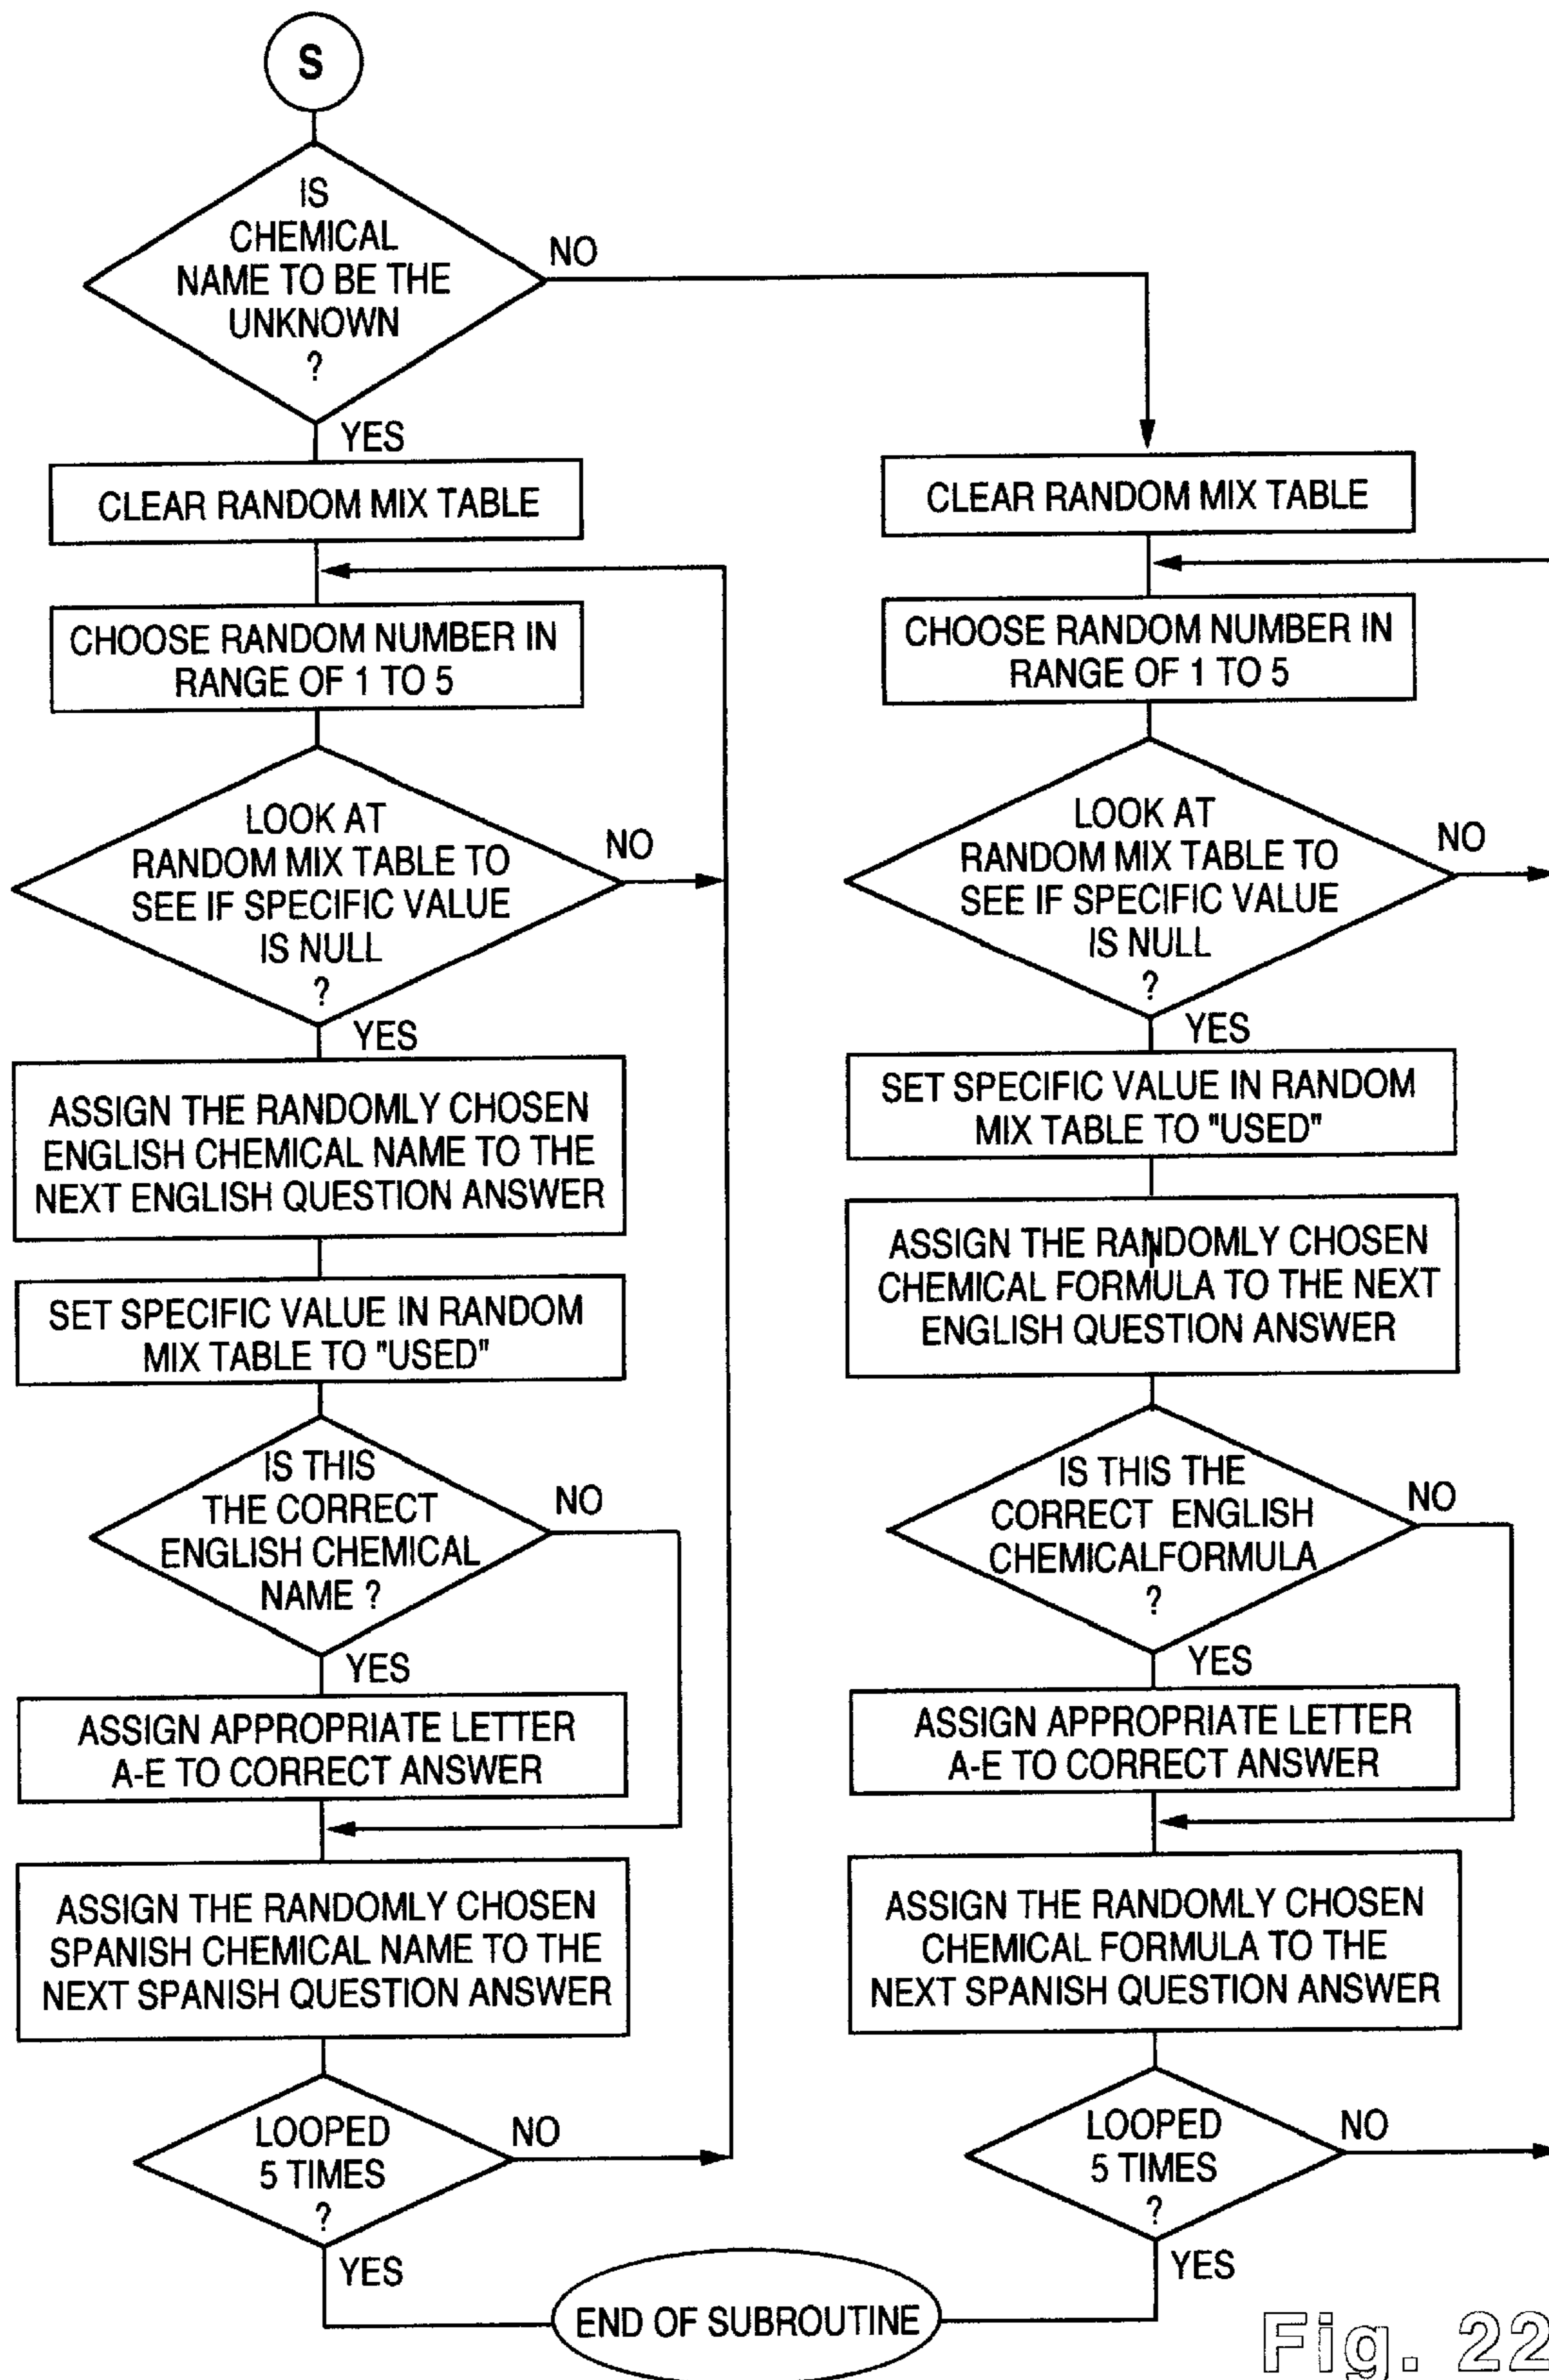 S
IS
CHEMICAL
NAME TO BE THE
UNKNOWN
?
NO
YES
CLEAR RANDOM MIX TABLE
CHOOSE RANDOM NUMBER IN
RANGE OF 1 TO 5
LOOK AT
RANDOM MIX TABLE TO
SEE IF SPECIFIC VALUE
IS NULL
?
NO
YES
ASSIGN THE RANDOMLY CHOSEN
ENGLISH CHEMICAL NAME TO THE
NEXT ENGLISH QUESTION ANSWER
SET SPECIFIC VALUE IN RANDOM
MIX TABLE TO "USED"
IS THIS
THE CORRECT
ENGLISH CHEMICAL
NAME ?
NO
YES
ASSIGN APPROPRIATE LETTER
A-E TO CORRECT ANSWER
ASSIGN THE RANDOMLY CHOSEN
SPANISH CHEMICAL NAME TO THE
NEXT SPANISH QUESTION ANSWER
LOOPED
5 TIMES
?
NO
YES
CLEAR RANDOM MIX TABLE
CHOOSE RANDOM NUMBER IN
RANGE OF 1 TO 5
LOOK AT
RANDOM MIX TABLE TO
SEE IF SPECIFIC VALUE
IS NULL
?
NO
YES
SET SPECIFIC VALUE IN RANDOM
MIX TABLE TO "USED"
ASSIGN THE RANDOMLY CHOSEN
CHEMICAL FORMULA TO THE NEXT
ENGLISH QUESTION ANSWER
IS THIS THE
CORRECT ENGLISH
CHEMICALFORMULA
?
NO
YES
ASSIGN APPROPRIATE LETTER
A-E TO CORRECT ANSWER
ASSIGN THE RANDOMLY CHOSEN
CHEMICAL FORMULA TO THE
NEXT SPANISH QUESTION ANSWER
LOOPED
5 TIMES
?
NO
YES
END OF SUBROUTINE
Fig. 22